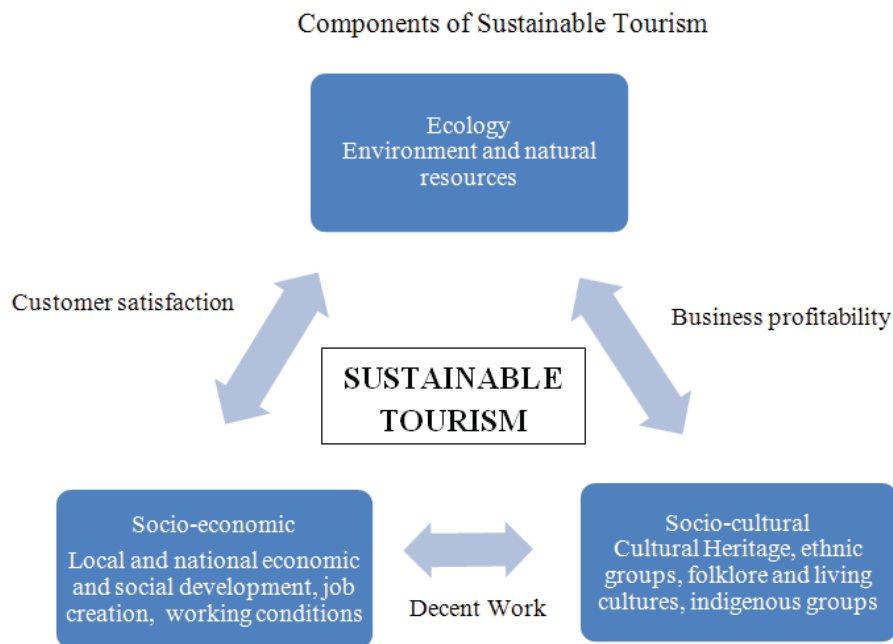 Components of Sustainable Tourism
Ecology
Environment and natural
resources
Customer satisfaction
Business profitability
SUSTAINABLE
TOURISM
Socio-economic
Local and national economic
and social development, job
creation, working conditions
Decent Work
Socio-cultural
Cultural Heritage, ethnic
groups, folklore and living
cultures, indigenous groups